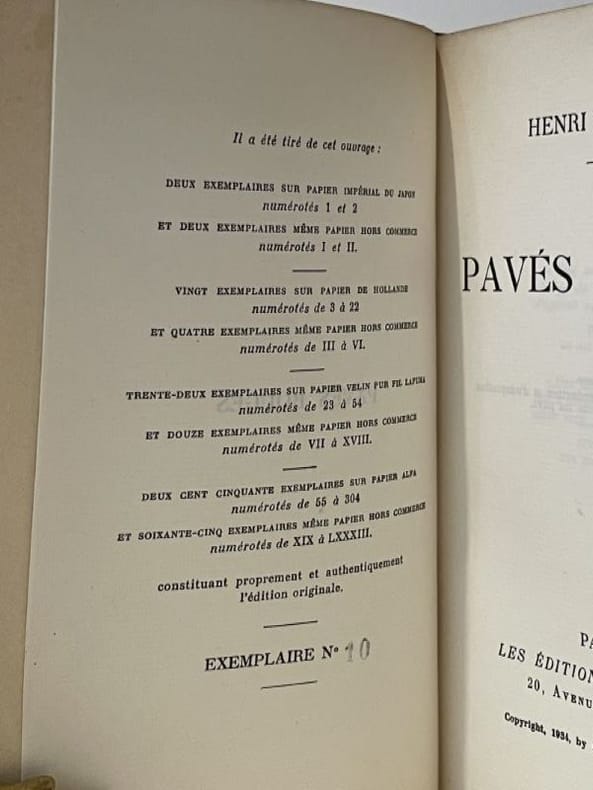 Il a été tiré de cet ouvrage :
DEUX EXEMPLAIRES SUR PAPIER IMPÉRIAL DU JAPON
numérotés 1 et 2
ET DEUX EXEMPLAIRES MÊME PAPIER HORS COMMERCE
numérotés I et II.
VINGT EXEMPLAIRES SUR PAPIER DE HOLLANDE
numérotés de 3 à 22
ET QUATRE EXEMPLAIRES MÊME PAPIER HORS COMMERCE
numérotés de III à VI.
TRENTE-DEUX EXEMPLAIRES SUR PAPIER VELIN PUR FIL LAFUMA
numérotés de 23 à 54
ET DOUZE EXEMPLAIRES MÊME PAPIER HORS COMMERCE
numérotés de VII à XVIII.
DEUX CENT CINQUANTE EXEMPLAIRES SUR PAPIER ALFA
numérotés de 55 à 304
ET SOIXANTE-CINQ EXEMPLAIRES MÊME PAPIER HORS COMMERCE
numérotés de XIX à LXXXIII.
constituant proprement et authentiquement
l'édition originale.
EXEMPLAIRE N° 10
HENRI
PAVÉS
PA
LES ÉDITION
20, AVENU
Copyright, 1934, by